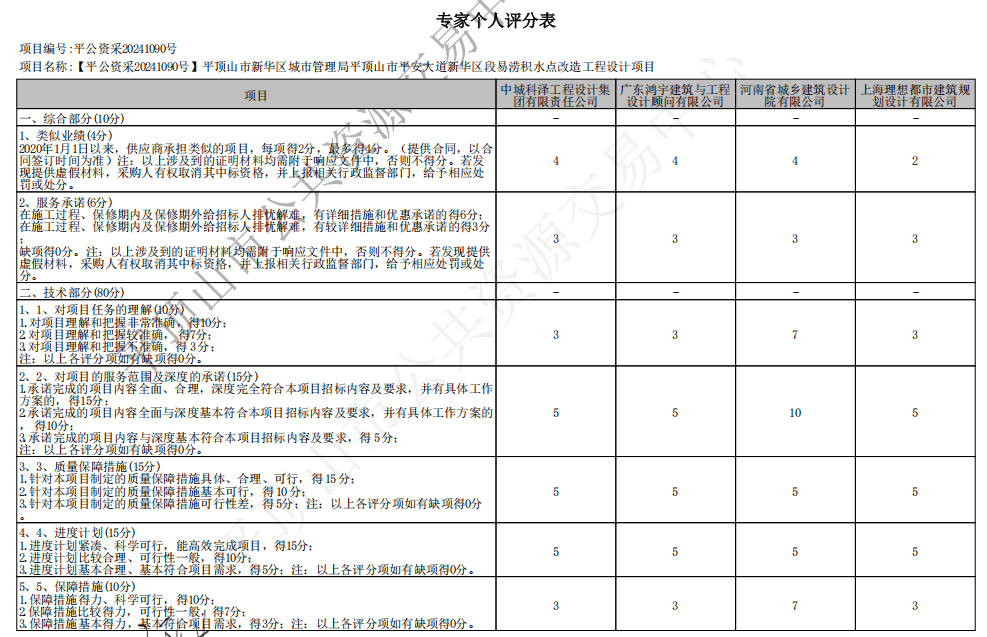 专家个人评分表
项目编号:平公资采20241090号
项目名称:【平公资采20241090号】平顶山市新华区城市管理局平顶山市平安大道新华区段易涝积水点改造工程设计项目
项目 中城科泽工程设计集团有限责任公司 广东鸿宇建筑与工程设计顾问有限公司 河南省城乡建筑设计院有限公司 上海理想都市建筑规划设计有限公司
一、综合部分(10分) — — — —
1、类似业绩(4分)
2020年1月1日以来，供应商承担类似的项目，每项得2分，最多得4分。（提供合同，以合
同签订时间为准）注：以上涉及到的证明材料均需附于响应文件中，否则不得分。若发
现提供虚假材料，采购人有权取消其中标资格，并上报相关行政监督部门，给予相应处
罚或处分。
4 4 4 2
2、服务承诺(6分)
在施工过程、保修期内及保修期外给招标人排忧解难，有详细措施和优惠承诺的得6分；
在施工过程、保修期内及保修期外给招标人排忧解难，有较详细措施和优惠承诺的得3分
；
缺项得0分。注：以上涉及到的证明材料均需附于响应文件中，否则不得分。若发现提供
虚假材料，采购人有权取消其中标资格，并上报相关行政监督部门，给予相应处罚或处
分。
3 3 3 3
二、技术部分(80分) — — — —
1、1、对项目任务的理解(10分)
1.对项目理解和把握非常准确，得10分；
2.对项目理解和把握较准确，得7分；
3.对项目理解和把握不准确，得 3分；
注：以上各评分项如有缺项得0分。
3 3 7 3
2、2、对项目的服务范围及深度的承诺(15分)
1.承诺完成的项目内容全面、合理，深度完全符合本项目招标内容及要求，并有具体工作
方案的，得15分；
2.承诺完成的项目内容全面与深度基本符合本项目招标内容及要求，并有具体工作方案的
，得10分；
3.承诺完成的项目内容与深度基本符合本项目招标内容及要求，得 5分；
注：以上各评分项如有缺项得0分。
5 5 10 5
3、3、质量保障措施(15分)
1.针对本项目制定的质量保障措施具体、合理、可行，得 15 分；
2.针对本项目制定的质量保障措施基本可行，得 10 分；
3.针对本项目制定的质量保障措施可行性差，得 5分；注：以上各评分项如有缺项得0分
。
5 5 5 5
4、4、进度计划(15分)
1.进度计划紧凑、科学可行，能高效完成项目，得15分；
2.进度计划比较合理、可行性一般，得10分；
3.进度计划基本合理、基本符合项目需求，得5分；注：以上各评分项如有缺项得0分。
5 5 5 5
5、5、保障措施(10分)
1.保障措施得力、科学可行，得10分；
2.保障措施比较得力，可行性一般，得7分；
3.保障措施基本得力，基本符合项目需求，得3分；注：以上各评分项如有缺项得0分。
3 3 7 3
平顶山市公共资源交易中
平顶山市公共资源交易中心